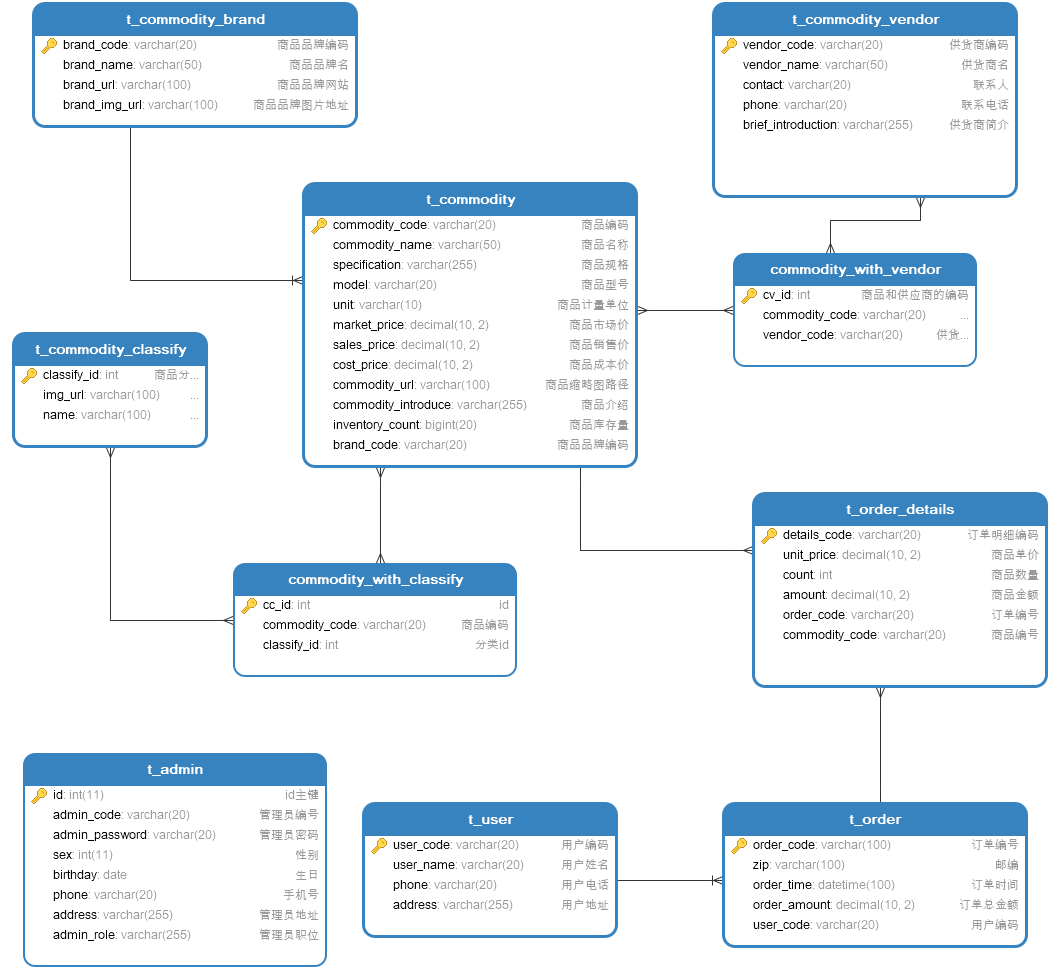 t_commodity_brand
brand_code: varchar(20) 商品品牌编码
brand_name: varchar(50) 商品品牌名
brand_url: varchar(100) 商品品牌网站
brand_img_url: varchar(100) 商品品牌图片地址
t_commodity_vendor
vendor_code: varchar(20) 供货商编码
vendor_name: varchar(50) 供货商名
contact: varchar(20) 联系人
phone: varchar(20) 联系电话
brief_introduction: varchar(255) 供货商简介
t_commodity
commodity_code: varchar(20) 商品编码
commodity_name: varchar(50) 商品名称
specification: varchar(255) 商品规格
model: varchar(20) 商品型号
unit: varchar(10) 商品计量单位
market_price: decimal(10, 2) 商品市场价
sales_price: decimal(10, 2) 商品销售价
cost_price: decimal(10, 2) 商品成本价
commodity_url: varchar(100) 商品缩略图路径
commodity_introduce: varchar(255) 商品介绍
inventory_count: bigint(20) 商品库存量
brand_code: varchar(20) 商品品牌编码
commodity_with_vendor
cv_id: int 商品和供应商的编码
commodity_code: varchar(20) ...
vendor_code: varchar(20) 供货...
t_commodity_classify
classify_id: int 商品分...
img_url: varchar(100) ...
name: varchar(100) ...
t_order_details
details_code: varchar(20) 订单明细编码
unit_price: decimal(10, 2) 商品单价
count: int 商品数量
amount: decimal(10, 2) 商品金额
order_code: varchar(20) 订单编号
commodity_code: varchar(20) 商品编号
commodity_with_classify
cc_id: int id
commodity_code: varchar(20) 商品编码
classify_id: int 分类id
t_admin
id: int(11) id主键
admin_code: varchar(20) 管理员编号
admin_password: varchar(20) 管理员密码
sex: int(11) 性别
birthday: date 生日
phone: varchar(20) 手机号
address: varchar(255) 管理员地址
admin_role: varchar(255) 管理员职位
t_user
user_code: varchar(20) 用户编码
user_name: varchar(20) 用户姓名
phone: varchar(20) 用户电话
address: varchar(255) 用户地址
t_order
order_code: varchar(100) 订单编号
zip: varchar(100) 邮编
order_time: datetime(100) 订单时间
order_amount: decimal(10, 2) 订单总金额
user_code: varchar(20) 用户编码